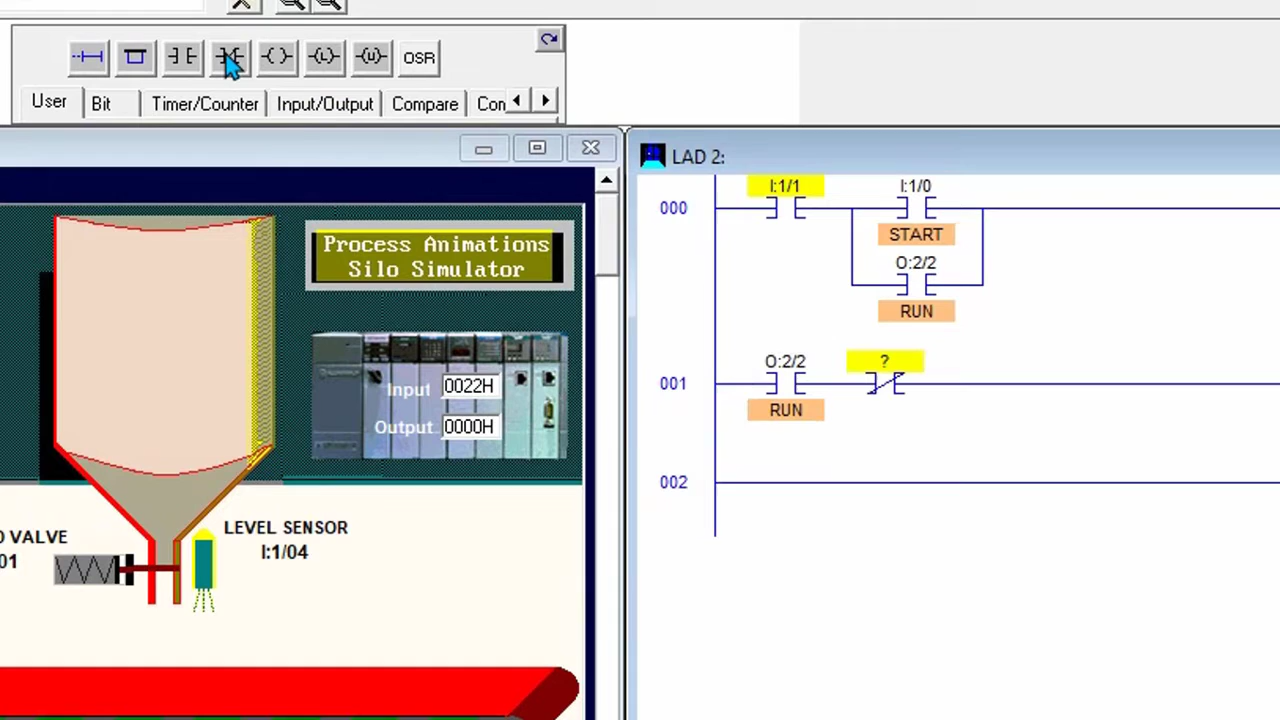 OSR
User Bit Timer/Counter Input/Output Compare Con
LAD 2:
Process Animations
Silo Simulator
Input 0022H
Output 0000H
LEVEL SENSOR
I:1/04
O VALVE
01
000
I:1/1
I:1/0
START
O:2/2
RUN
001
O:2/2
RUN
?
002